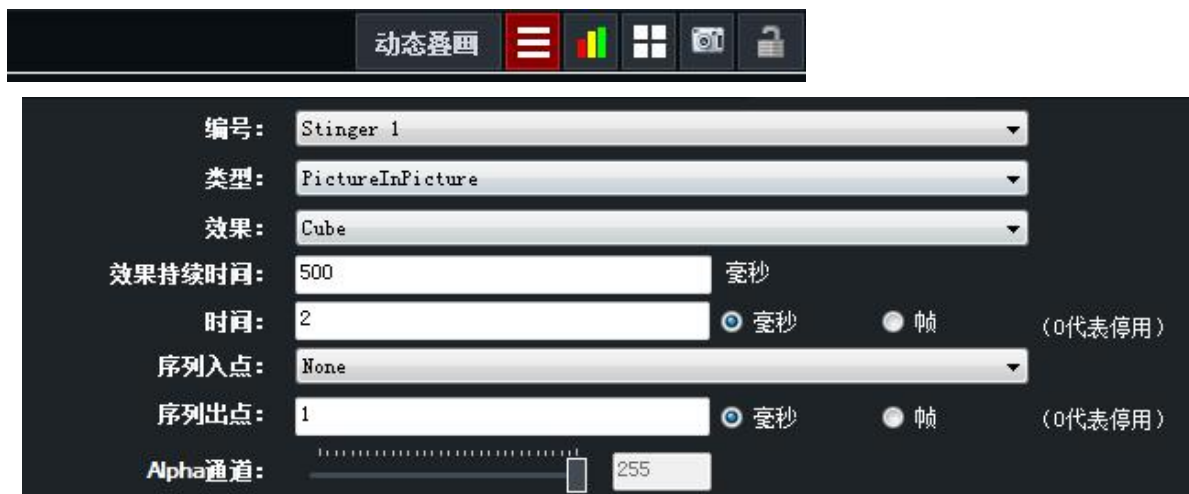 动态叠画
编号： Stinger 1
类型： PictureInPicture
效果： Cube
效果持续时间： 500 毫秒
时间： 2 毫秒 帧 （0代表停用）
序列入点： None
序列出点： 1 毫秒 帧 （0代表停用）
Alpha通道： 255